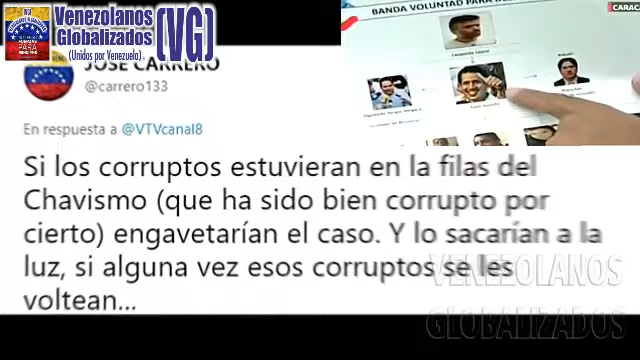 Venezolanos
Globalizados
(Unidos por Venezuela).
(VG)
BANDA VOLUNTAD PARA DE
CARAC
Leopoldo López
JOSE CARRERO
@carrero133
En respuesta a @VTVcanal8
Si los corruptos estuvieran en la filas del
Chavismo (que ha sido bien corrupto por
cierto) engavetarían el caso. Y lo sacarían a la
luz, si alguna vez esos corruptos se les
voltean...
VENEZOLANOS
GLOBALIZADOS